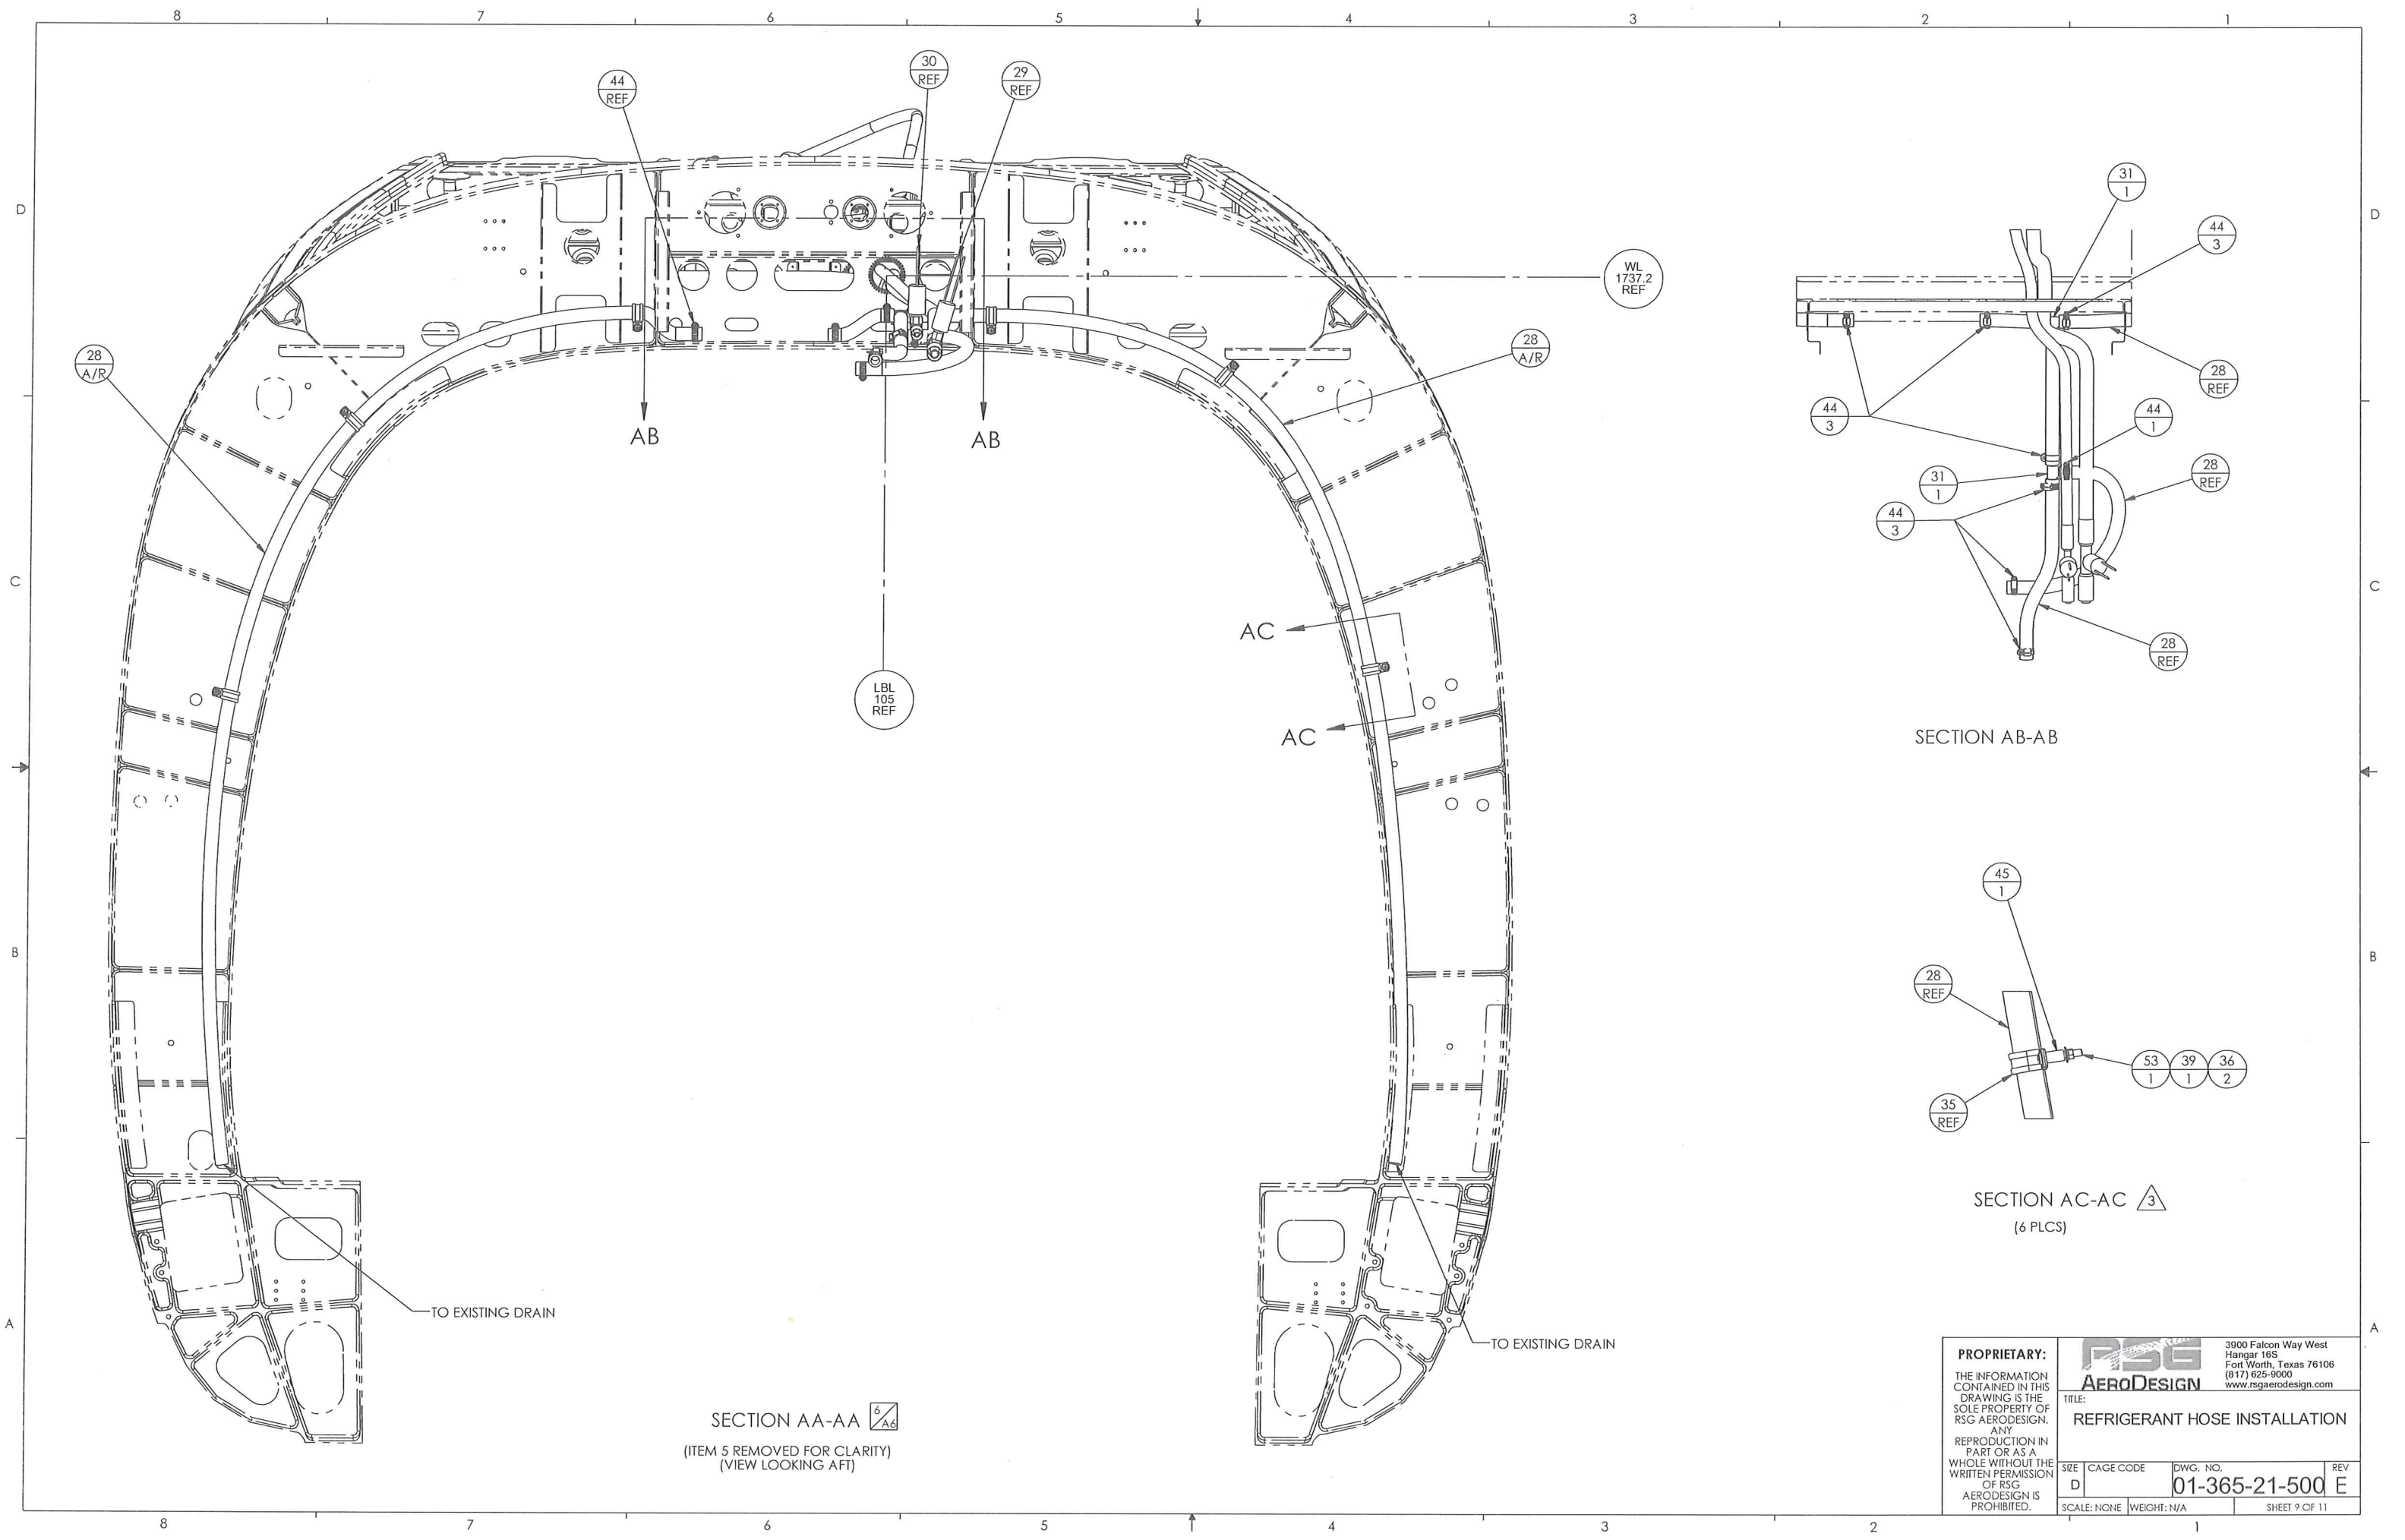 8 7 6 5 4 3 2 1
D
C
B
A
D
C
B
A
44
REF
30
REF
29
REF
28
A/R
AB
AB
WL
1737.2
REF
28
A/R
LBL
105
REF
AC
AC
TO EXISTING DRAIN
TO EXISTING DRAIN
SECTION AA-AA 6/A6
(ITEM 5 REMOVED FOR CLARITY)
(VIEW LOOKING AFT)
31
1
44
3
28
REF
44
3
44
1
31
1
28
REF
44
3
28
REF
SECTION AB-AB
45
1
28
REF
53 39 36
1 1 2
35
REF
SECTION AC-AC 3
(6 PLCS)
PROPRIETARY:
THE INFORMATION
CONTAINED IN THIS
DRAWING IS THE
SOLE PROPERTY OF
RSG AERODESIGN.
ANY
REPRODUCTION IN
PART OR AS A
WHOLE WITHOUT THE
WRITTEN PERMISSION
OF RSG
AERODESIGN IS
PROHIBITED.
RSG
AERODESIGN
3900 Falcon Way West
Hangar 16S
Fort Worth, Texas 76106
(817) 625-9000
www.rsgaerodesign.com
TITLE:
REFRIGERANT HOSE INSTALLATION
SIZE CAGE CODE DWG. NO. REV
D 01-365-21-500 E
SCALE: NONE WEIGHT: N/A SHEET 9 OF 11
8 7 6 5 4 3 2 1